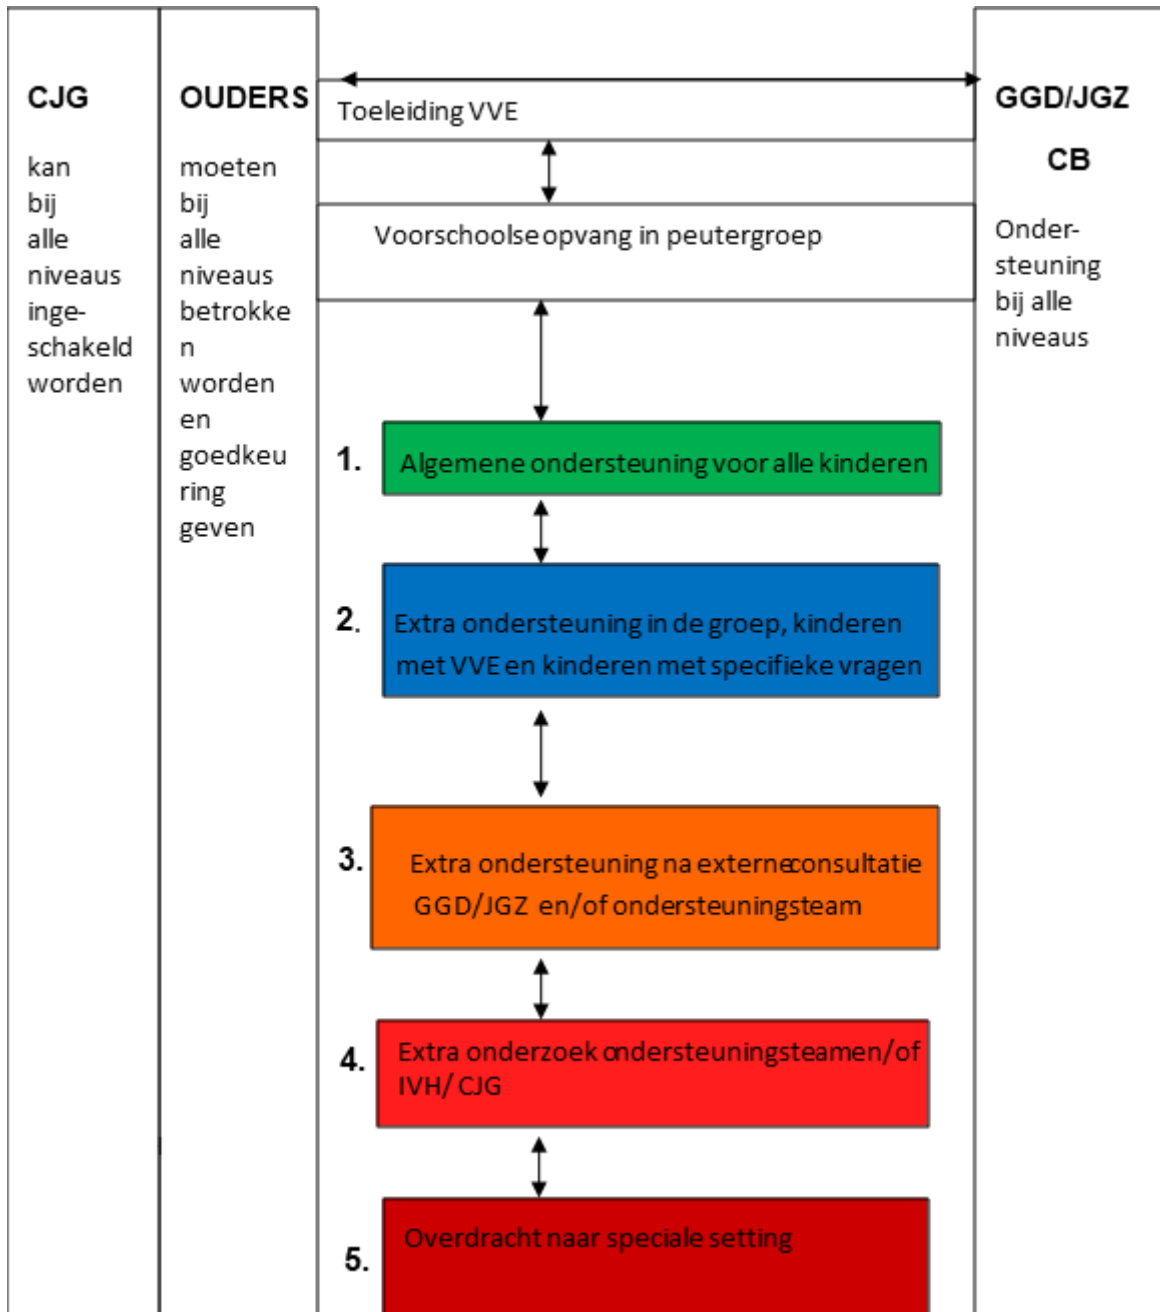 CJG
kan
bij
alle
niveaus
inge-
schakeld
worden
OUDERS
moeten
bij
alle
niveaus
betrokke
n
worden
en
goedkeu
ring
geven
Toeleiding VVE
Voorschoolse opvang in peutergroep
1. Algemene ondersteuning voor alle kinderen
2. Extra ondersteuning in de groep, kinderen
met VVE en kinderen met specifieke vragen
3. Extra ondersteuning na externe consultatie
GGD/JGZ en/of ondersteuningsteam
4. Extra onderzoek ondersteuningsteam en/of
IVH/ CJG
5. Overdracht naar speciale setting
GGD/JGZ
CB
Onder-
steuning
bij alle
niveaus